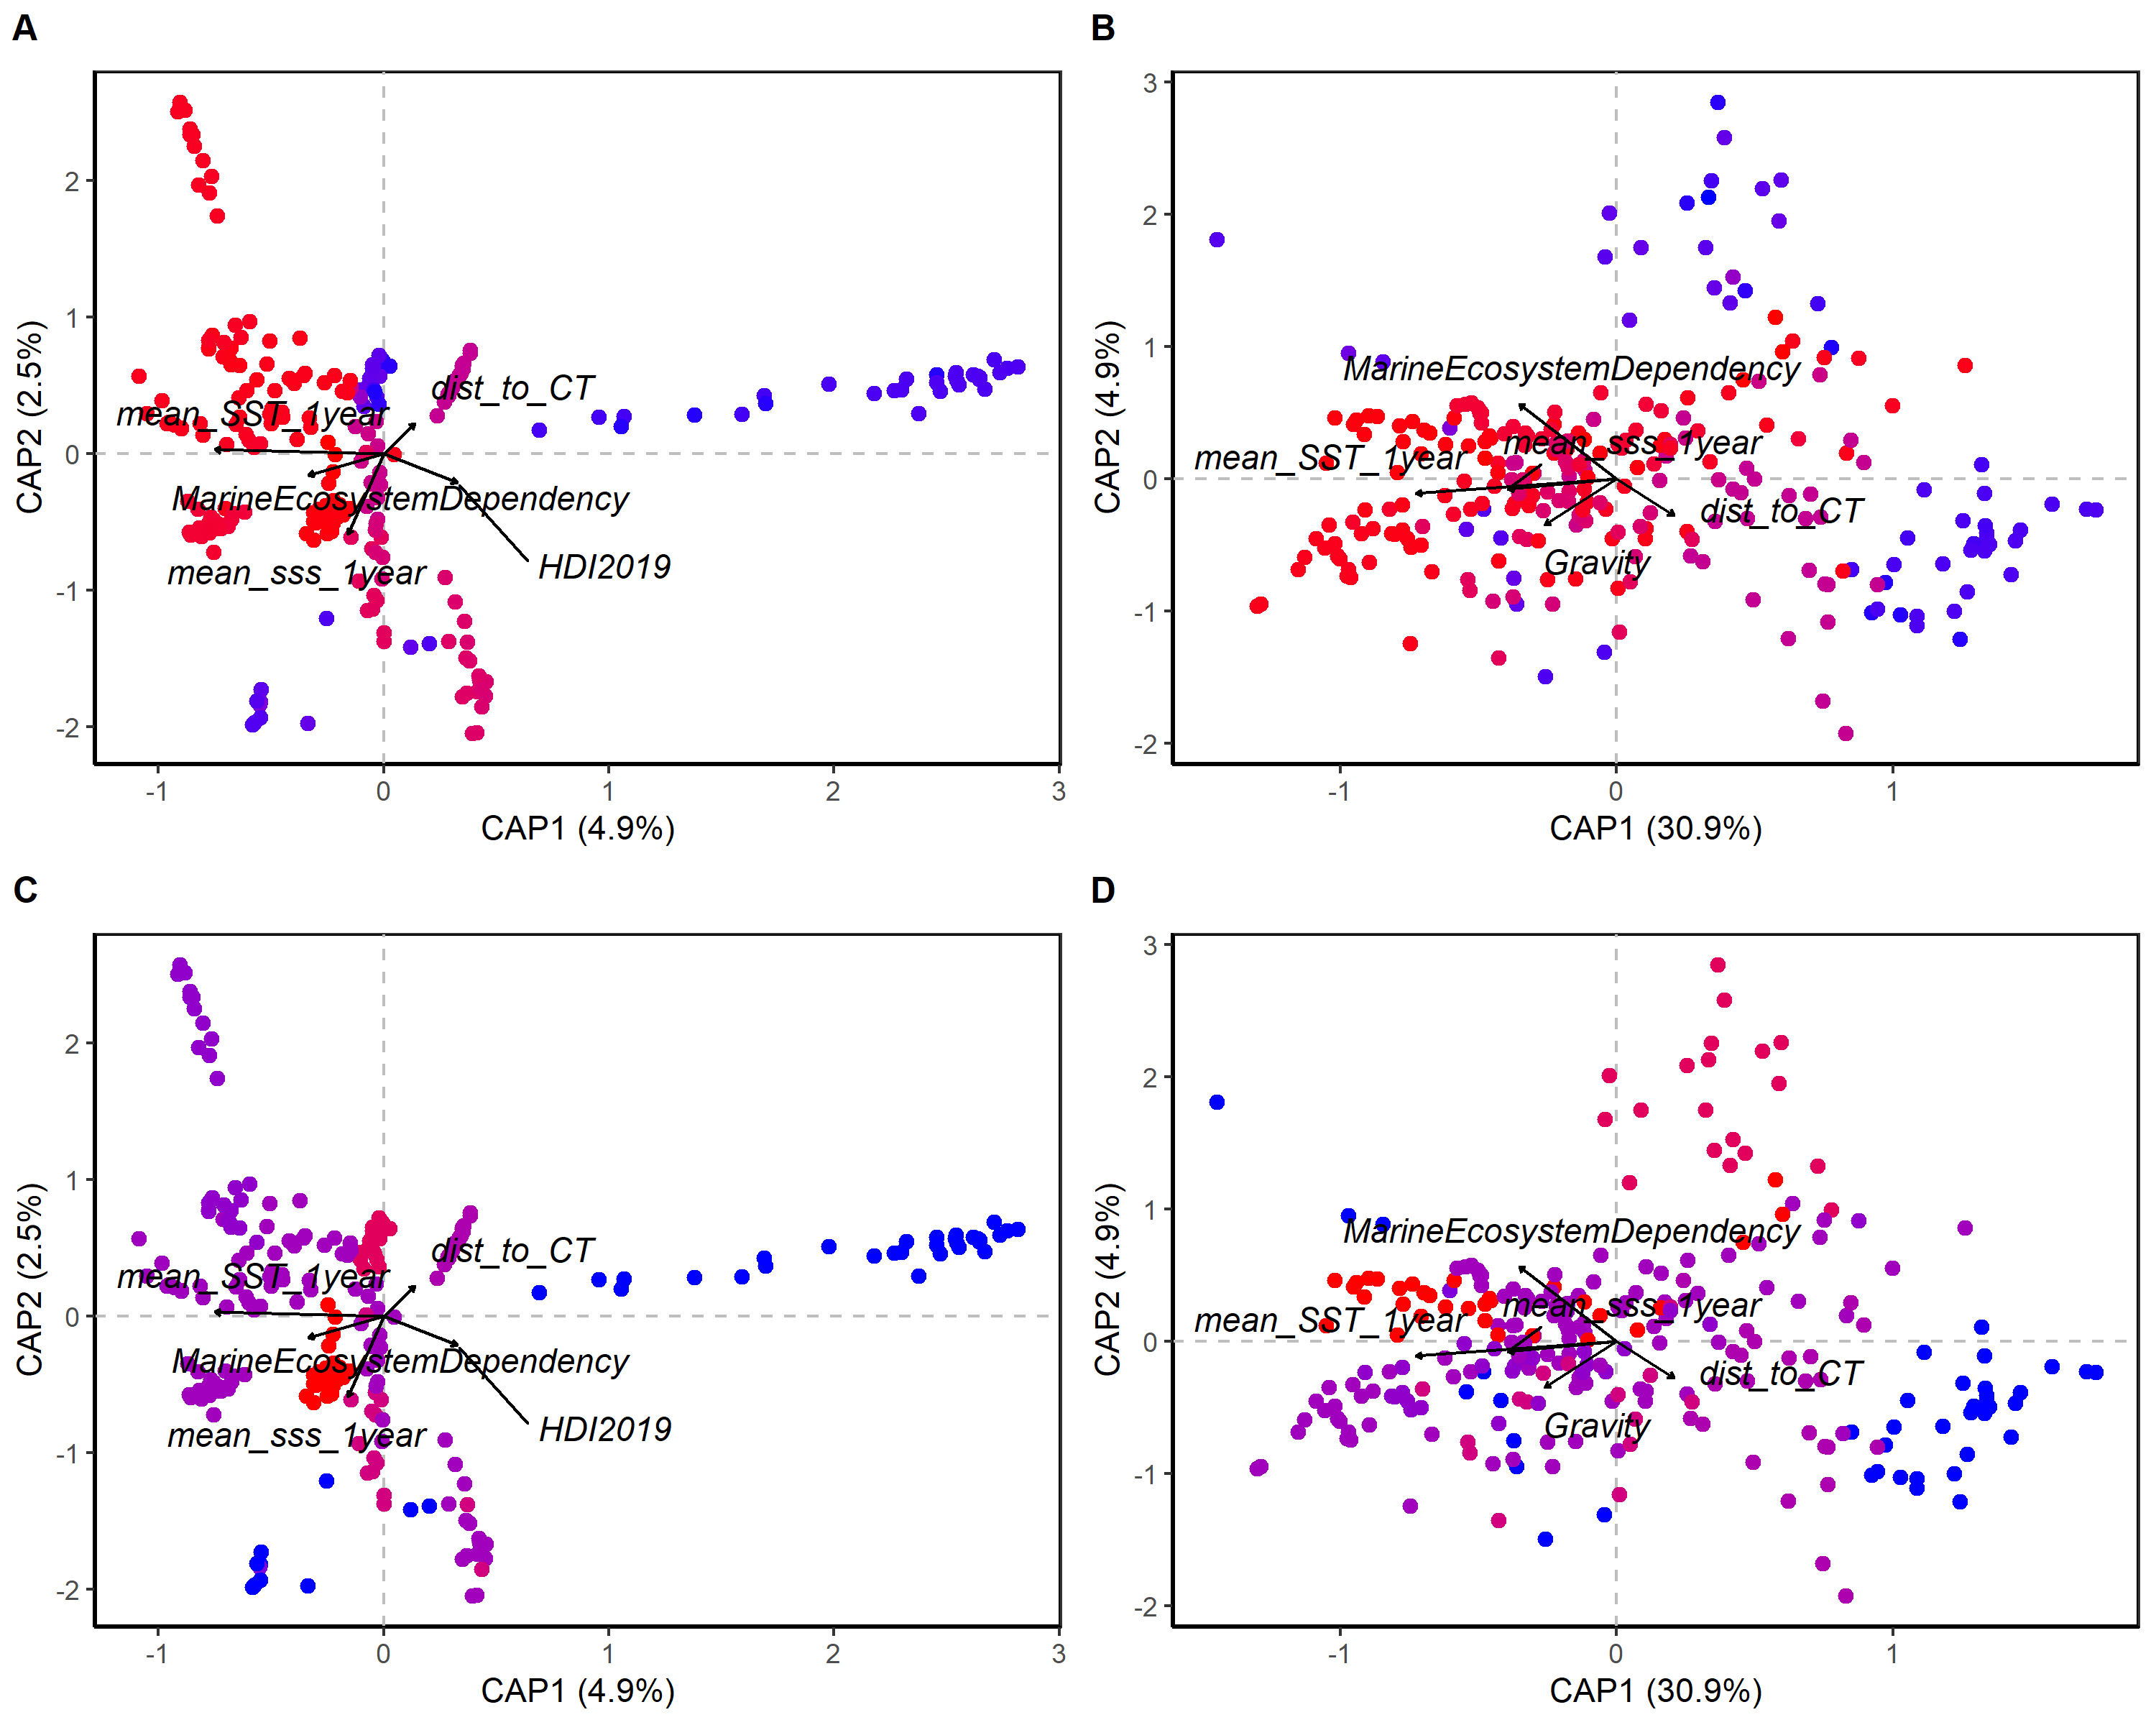 A
CAP2 (2.5%)
2
1
0
-1
-2
dist_to_CT
mean_SST_1year
MarineEcosystemDependency
HDI2019
mean_sss_1year
-1
0
1
2
3
CAP1 (4.9%)
B
CAP2 (4.9%)
3
2
1
0
-1
-2
MarineEcosystemDependency
mean_sss_1year
mean_SST_1year
dist_to_CT
Gravity
-1
0
1
CAP1 (30.9%)
C
CAP2 (2.5%)
2
1
0
-1
-2
dist_to_CT
mean_SST_1year
MarineEcosystemDependency
HDI2019
mean_sss_1year
-1
0
1
2
3
CAP1 (4.9%)
D
CAP2 (4.9%)
3
2
1
0
-1
-2
MarineEcosystemDependency
mean_sss_1year
mean_SST_1year
dist_to_CT
Gravity
-1
0
1
CAP1 (30.9%)